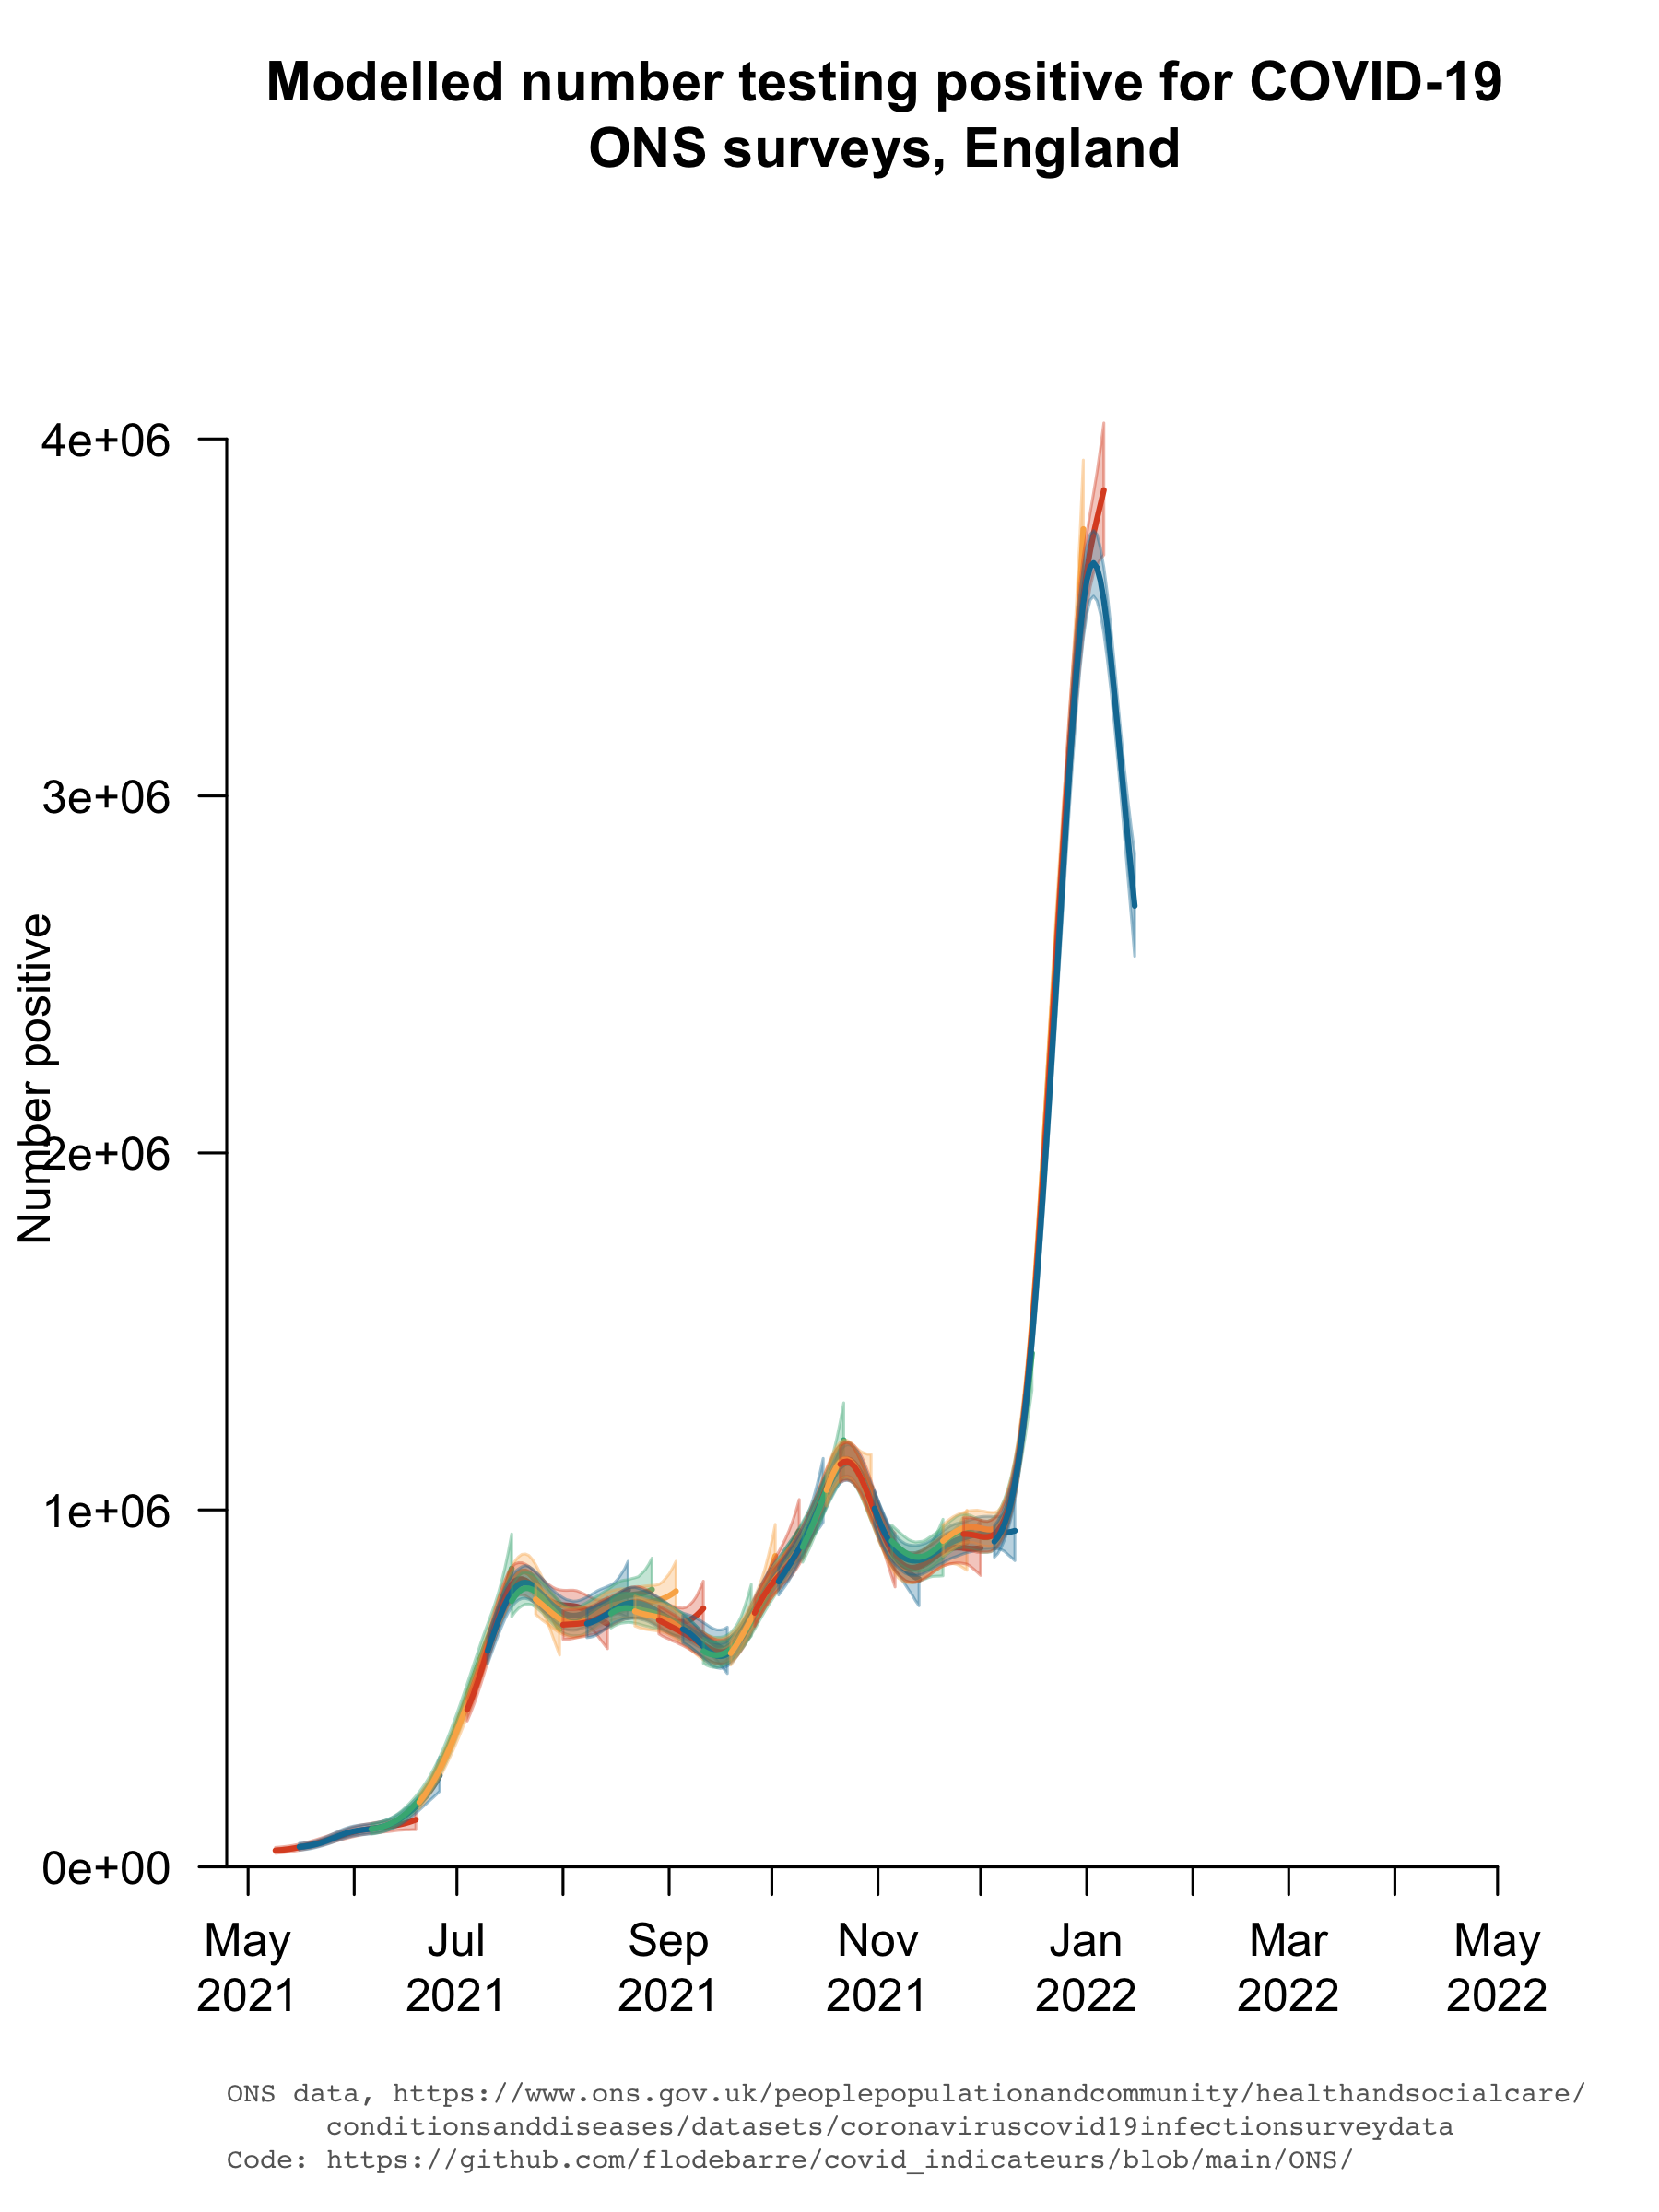 Modelled number testing positive for COVID-19
ONS surveys, England
4e+06
3e+06
2e+06
1e+06
0e+00
Number positive
May Jul Sep Nov Jan Mar May
2021 2021 2021 2021 2022 2022 2022
ONS data, https://www.ons.gov.uk/peoplepopulationandcommunity/healthandsocialcare/
conditionsanddiseases/datasets/coronaviruscovid19infectionsurveydata
Code: https://github.com/flodebarre/covid_indicateurs/blob/main/ONS/